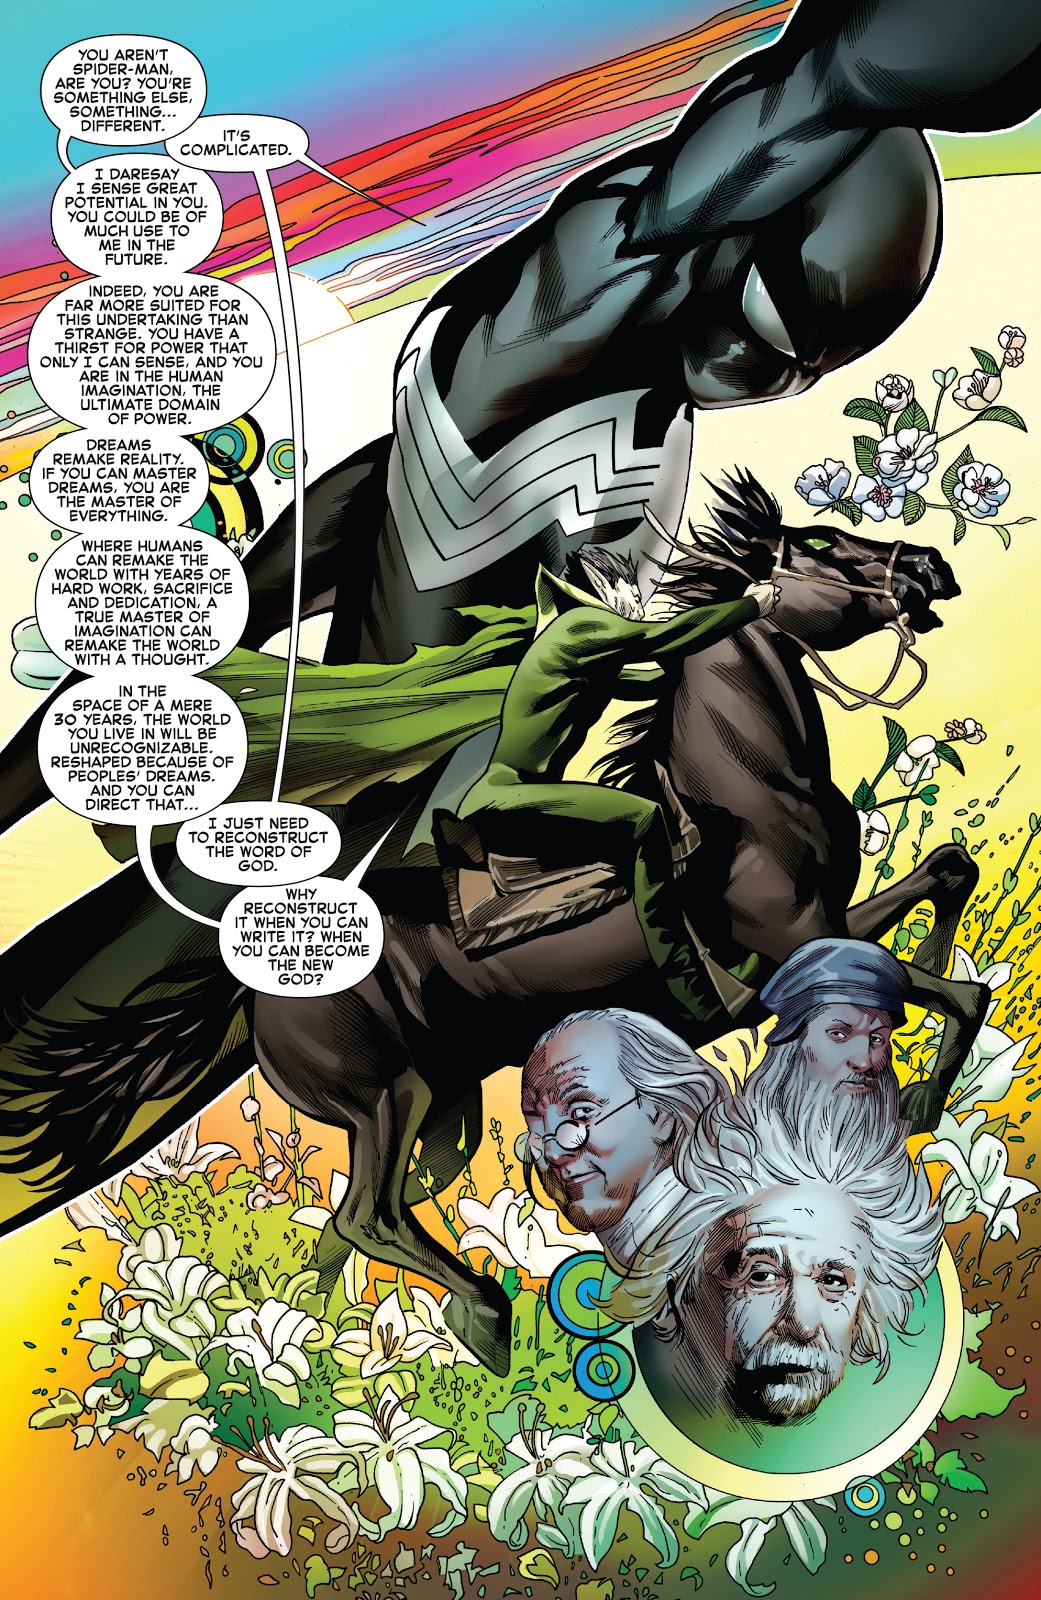 YOU AREN'T
SPIDER-MAN,
ARE YOU? YOU'RE
SOMETHING ELSE,
SOMETHING...
DIFFERENT.
IT'S
COMPLICATED.
I DARESAY
I SENSE GREAT
POTENTIAL IN YOU.
YOU COULD BE OF
MUCH USE TO
ME IN THE
FUTURE.
INDEED, YOU ARE
FAR MORE SUITED FOR
THIS UNDERTAKING THAN
STRANGE. YOU HAVE A
THIRST FOR POWER THAT
ONLY I CAN SENSE, AND YOU
ARE IN THE HUMAN
IMAGINATION, THE
ULTIMATE DOMAIN
OF POWER.
DREAMS
REMAKE REALITY.
IF YOU CAN MASTER
DREAMS, YOU ARE
THE MASTER OF
EVERYTHING.
WHERE HUMANS
CAN REMAKE THE
WORLD WITH YEARS OF
HARD WORK, SACRIFICE
AND DEDICATION, A
TRUE MASTER OF
IMAGINATION CAN
REMAKE THE WORLD
WITH A THOUGHT.
IN THE
SPACE OF A MERE
30 YEARS, THE WORLD
YOU LIVE IN WILL BE
UNRECOGNIZABLE.
RESHAPED BECAUSE OF
PEOPLES' DREAMS.
AND YOU CAN
DIRECT THAT...
I JUST NEED
TO RECONSTRUCT
THE WORD OF
GOD.
WHY
RECONSTRUCT
IT WHEN YOU CAN
WRITE IT? WHEN
YOU CAN BECOME
THE NEW
GOD?